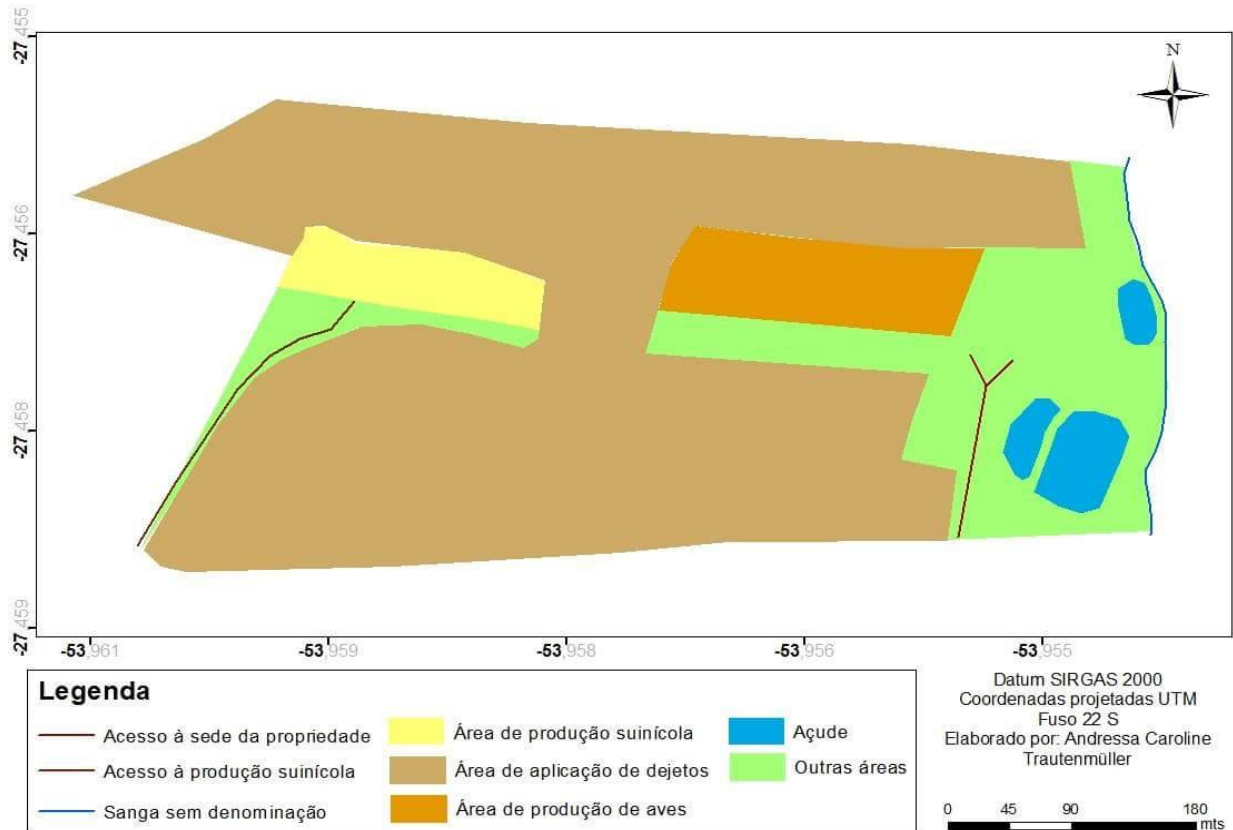 -27,455
N
-27,456
-27,458
-27,459
-53,961 -53,959 -53,958 -53,956 -53,955
Legenda
Acesso à sede da propriedade
Acesso à produção suinícola
Sanga sem denominação
Área de produção suinícola
Área de aplicação de dejetos
Área de produção de aves
Açude
Outras áreas
Datum SIRGAS 2000
Coordenadas projetadas UTM
Fuso 22 S
Elaborado por: Andressa Caroline
Trautenmüller
0 45 90 180
mts